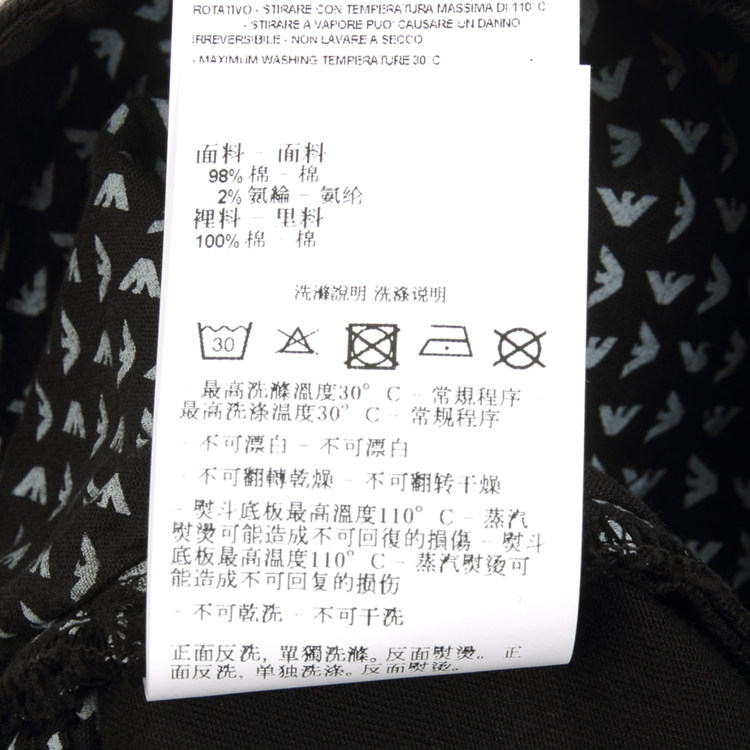 ROTATIVO - STIRARE CON TEMPERATURA MASSIMA DI 110°C
- STIRARE A VAPORE PUO' CAUSARE UN DANNO
IRREVERSIBILE - NON LAVARE A SECCO
- MAXIMUM WASHING TEMPERATURE 30°C
面料 - 面料
98% 棉 - 棉
2% 氨綸 - 氨纶
裡料 - 里料
100% 棉 - 棉
洗滌說明 洗涤说明
30
- 最高洗滌溫度30° C - 常規程序 -
最高洗涤温度30° C - 常规程序
- 不可漂白 - 不可漂白
- 不可翻轉乾燥 - 不可翻转干燥
- 熨斗底板最高溫度110° C - 蒸汽
熨燙可能造成不可回復的損傷 - 熨斗
底板最高温度110° C - 蒸汽熨烫可
能造成不可回复的损伤
- 不可乾洗 - 不可干洗
正面反洗, 單獨洗滌。反面熨燙。 正
面反洗, 单独洗涤。反面熨烫。